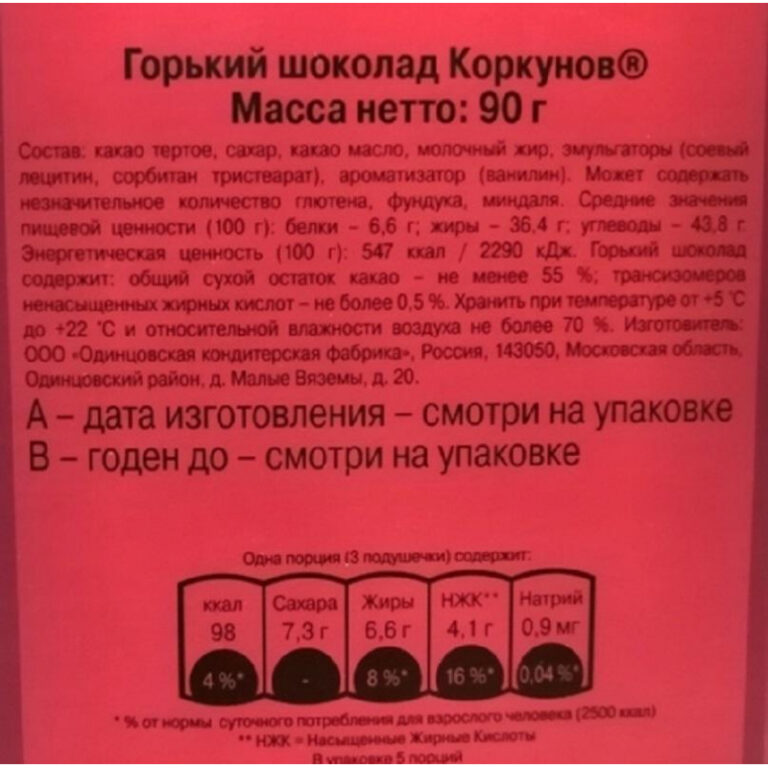 Горький шоколад Коркунов®
Масса нетто: 90 г
Состав: какао тертое, сахар, какао масло, молочный жир, эмульгаторы (соевый
лецитин, сорбитан тристеарат), ароматизатор (ванилин). Может содержать
незначительное количество глютена, фундука, миндаля. Средние значения
пищевой ценности (100 г): белки – 6,6 г; жиры – 36,4 г; углеводы – 43,8 г.
Энергетическая ценность (100 г): 547 ккал / 2290 кДж. Горький шоколад
содержит: общий сухой остаток какао – не менее 55 %; трансизомеров
ненасыщенных жирных кислот – не более 0,5 %. Хранить при температуре от +5 °С
до +22 °С и относительной влажности воздуха не более 70 %. Изготовитель:
ООО «Одинцовская кондитерская фабрика», Россия, 143050, Московская область,
Одинцовский район, д. Малые Вяземы, д. 20.
А – дата изготовления – смотри на упаковке
В – годен до – смотри на упаковке
Одна порция (3 подушечки) содержит:
ккал Сахара Жиры НЖК** Натрий
98 7,3 г 6,6 г 4,1 г 0,9 мг
4 %* - 8 %* 16 %* 0,04 %*
* % от нормы суточного потребления для взрослого человека (2500 ккал)
** НЖК = Насыщенные Жирные Кислоты
В упаковке 5 порций